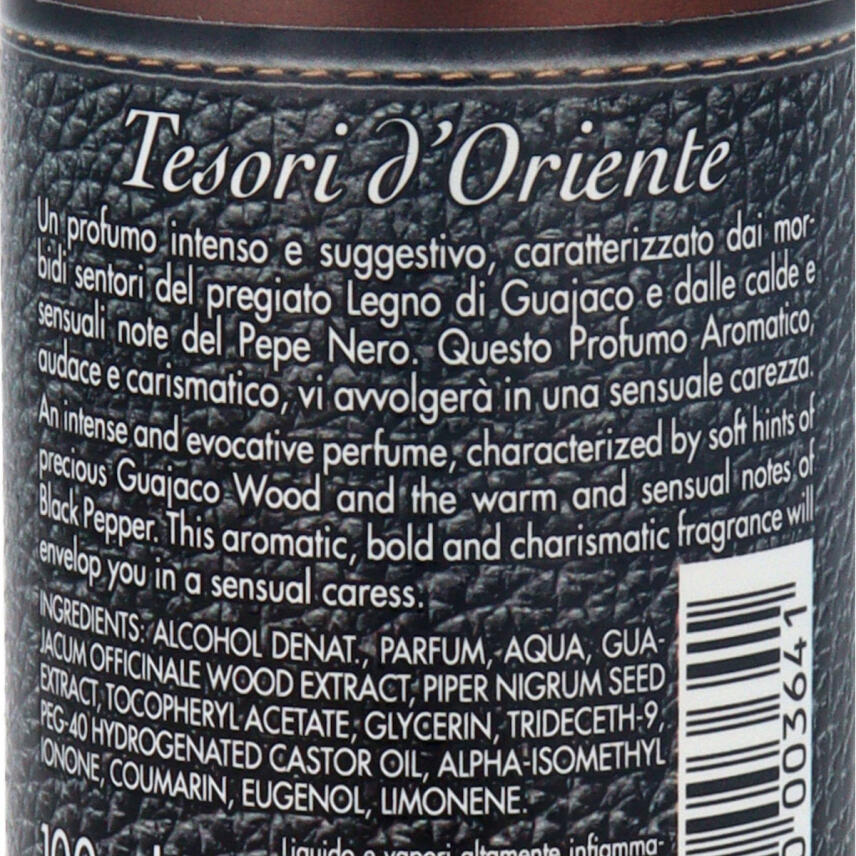 Tesori d'Oriente
Un profumo intenso e suggestivo, caratterizzato dai mor-
bidi sentori del pregiato Legno di Guajaco e dalle calde e
sensuali note del Pepe Nero. Questo Profumo Aromatico,
audace e carismatico, vi avvolgerà in una sensuale carezza.
An intense and evocative perfume, characterized by soft hints of
precious Guajaco Wood and the warm and sensual notes of
Black Pepper. This aromatic, bold and charismatic fragrance will
envelop you in a sensual caress.
INGREDIENTS: ALCOHOL DENAT., PARFUM, AQUA, GUA-
JACUM OFFICINALE WOOD EXTRACT, PIPER NIGRUM SEED
EXTRACT, TOCOPHERYL ACETATE, GLYCERIN, TRIDECETH-9,
PEG-40 HYDROGENATED CASTOR OIL, ALPHA-ISOMETHYL
IONONE, COUMARIN, EUGENOL, LIMONENE.
100
Liquido e vapori altamente infiamma-
003641